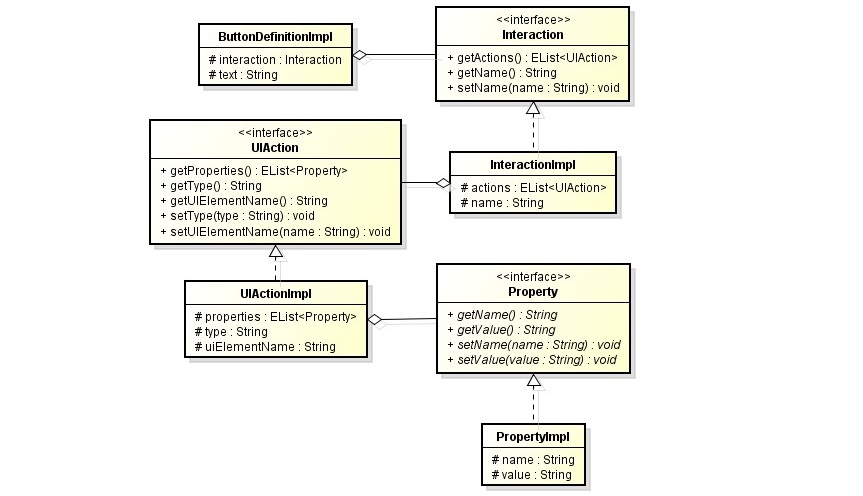 ButtonDefinitionImpl
# interaction : Interaction
# text : String
<<interface>>
Interaction
+ getActions() : EList<UIAction>
+ getName() : String
+ setName(name : String) : void
<<interface>>
UIAction
+ getProperties() : EList<Property>
+ getType() : String
+ getUIElementName() : String
+ setType(type : String) : void
+ setUIElementName(name : String) : void
InteractionImpl
# actions : EList<UIAction>
# name : String
UIActionImpl
# properties : EList<Property>
# type : String
# uiElementName : String
<<interface>>
Property
+ getName() : String
+ getValue() : String
+ setName(name : String) : void
+ setValue(value : String) : void
PropertyImpl
# name : String
# value : String